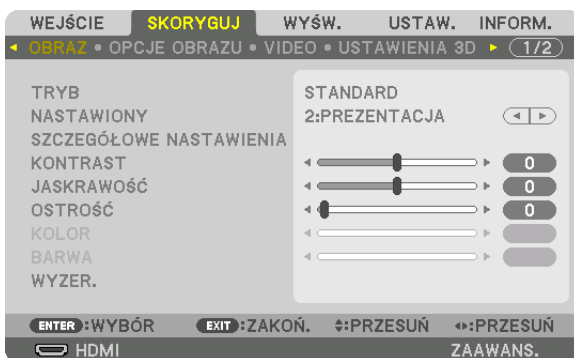 WEJŚCIE SKORYGUJ WYŚW. USTAW. INFORM.
OBRAZ • OPCJE OBRAZU • VIDEO • USTAWIENIA 3D 1/2
TRYB STANDARD
NASTAWIONY 2:PREZENTACJA
SZCZEGÓŁOWE NASTAWIENIA
KONTRAST 0
JASKRAWOŚĆ 0
OSTROŚĆ 0
KOLOR
BARWA
WYZER.
ENTER :WYBÓR EXIT :ZAKOŃ. :PRZESUŃ :PRZESUŃ
HDMI ZAAWANS.